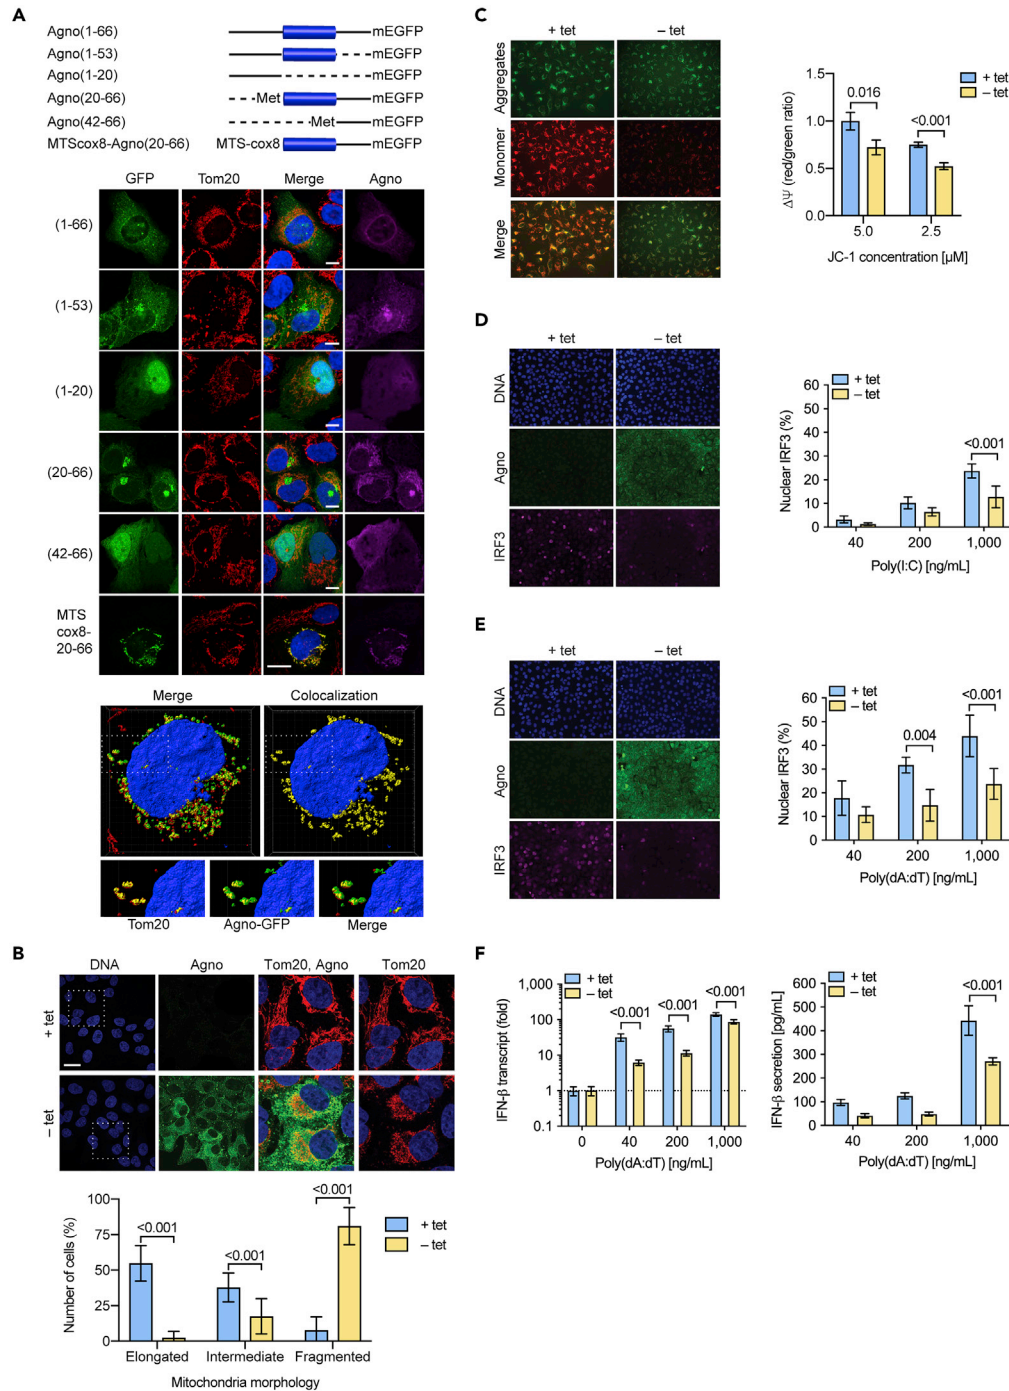 A
Agno(1-66) mEGFP
Agno(1-53) mEGFP
Agno(1-20) mEGFP
Agno(20-66) Met mEGFP
Agno(42-66) Met mEGFP
MTScox8-Agno(20-66) MTS-cox8 mEGFP
GFP Tom20 Merge Agno
(1-66)
(1-53)
(1-20)
(20-66)
(42-66)
MTS
cox8-
20-66
Merge Colocalization
Tom20 Agno-GFP Merge
B
DNA Agno Tom20, Agno Tom20
+ tet
– tet
Number of cells (%)
100
75
50
25
0
<0.001
<0.001
<0.001
+ tet
– tet
Elongated Intermediate Fragmented
Mitochondria morphology
C
+ tet – tet
Aggregates
Monomer
Merge
ΔΨ (red/green ratio)
1.5
1.0
0.5
0.0
+ tet
– tet
0.016
<0.001
5.0 2.5
JC-1 concentration [µM]
D
+ tet – tet
DNA
Agno
IRF3
Nuclear IRF3 (%)
60
50
40
30
20
10
0
+ tet
– tet
<0.001
40 200 1,000
Poly(I:C) [ng/mL]
E
+ tet – tet
DNA
Agno
IRF3
Nuclear IRF3 (%)
60
50
40
30
20
10
0
+ tet
– tet
0.004
<0.001
40 200 1,000
Poly(dA:dT) [ng/mL]
F
IFN-β transcript (fold)
1,000
100
10
1
0.1
+ tet
– tet
<0.001
<0.001
<0.001
0 40 200 1,000
Poly(dA:dT) [ng/mL]
IFN-β secretion [pg/mL]
600
500
400
300
200
100
0
+ tet
– tet
<0.001
40 200 1,000
Poly(dA:dT) [ng/mL]